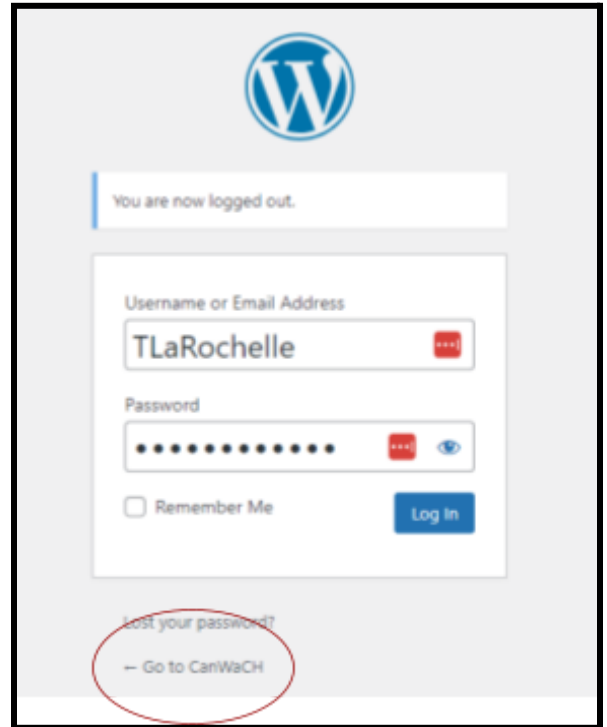 You are now logged out.
Username or Email Address
TLaRochelle
Password
Remember Me
Log In
Lost your password?
← Go to CanWaCH